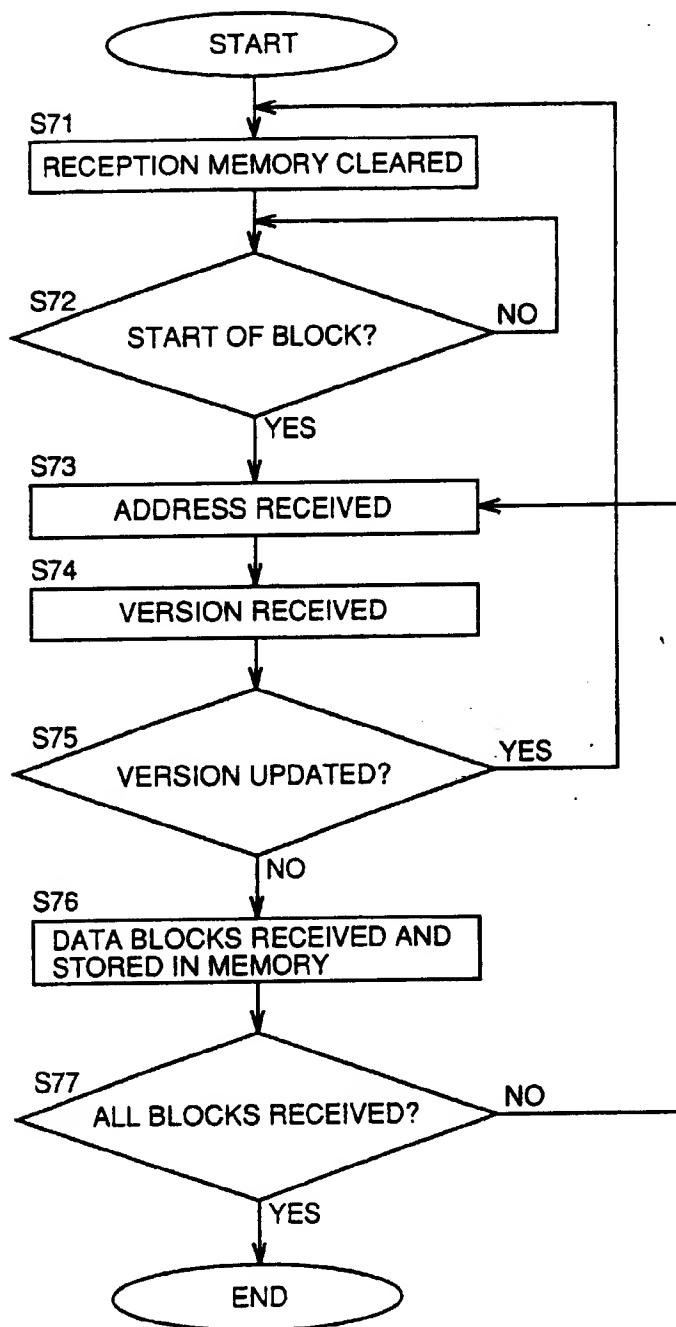 START
S71
RECEPTION MEMORY CLEARED
S72
START OF BLOCK?
NO
YES
S73
ADDRESS RECEIVED
S74
VERSION RECEIVED
S75
VERSION UPDATED?
YES
NO
S76
DATA BLOCKS RECEIVED AND
STORED IN MEMORY
S77
ALL BLOCKS RECEIVED?
NO
YES
END